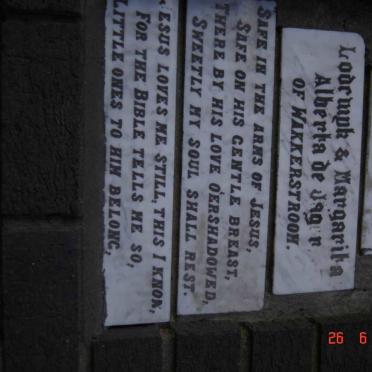 Lodewyk & Margarika
Alberta de Jager
OF WAKKERSTROOM.
SAFE IN THE ARMS OF JESUS,
SAFE ON HIS GENTLE BREAST,
THERE BY HIS LOVE O'ERSHADOWED,
SWEETLY MY SOUL SHALL REST.
JESUS LOVES ME STILL, THIS I KNOW,
FOR THE BIBLE TELLS ME SO,
LITTLE ONES TO HIM BELONG,
26 6